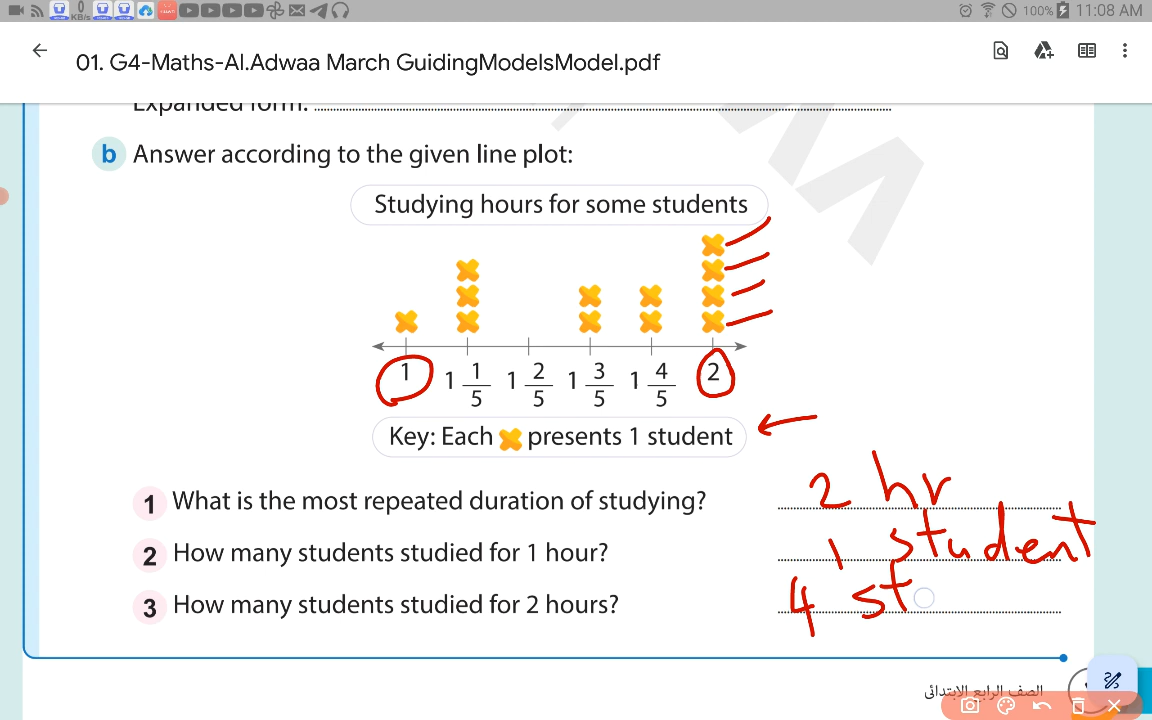 0 KB/s 100% 11:08 AM
01. G4-Maths-Al.Adwaa March GuidingModelsModel.pdf
Expanded form:
b Answer according to the given line plot:
Studying hours for some students
1 1 1/5 1 2/5 1 3/5 1 4/5 2
Key: Each presents 1 student
1 What is the most repeated duration of studying? 2 hr
2 How many students studied for 1 hour? 1 student
3 How many students studied for 2 hours? 4 st
الصف الرابع الابتدائى